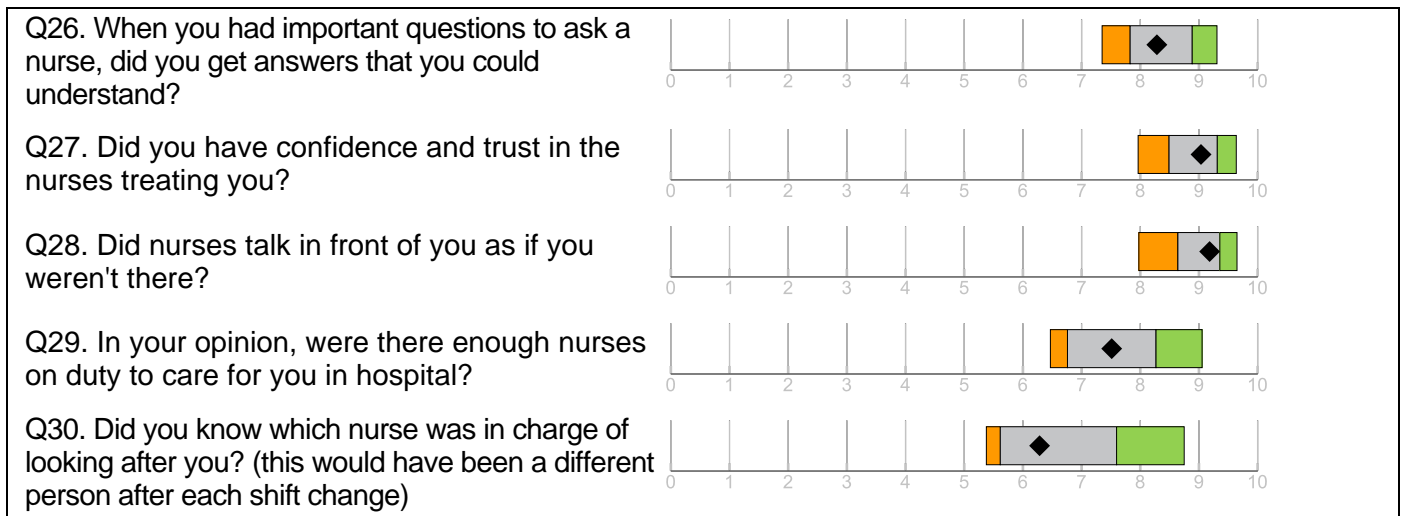 Q26. When you had important questions to ask a
nurse, did you get answers that you could
understand?
0 1 2 3 4 5 6 7 8 9 10
Q27. Did you have confidence and trust in the
nurses treating you?
0 1 2 3 4 5 6 7 8 9 10
Q28. Did nurses talk in front of you as if you
weren't there?
0 1 2 3 4 5 6 7 8 9 10
Q29. In your opinion, were there enough nurses
on duty to care for you in hospital?
0 1 2 3 4 5 6 7 8 9 10
Q30. Did you know which nurse was in charge of
looking after you? (this would have been a different
person after each shift change)
0 1 2 3 4 5 6 7 8 9 10